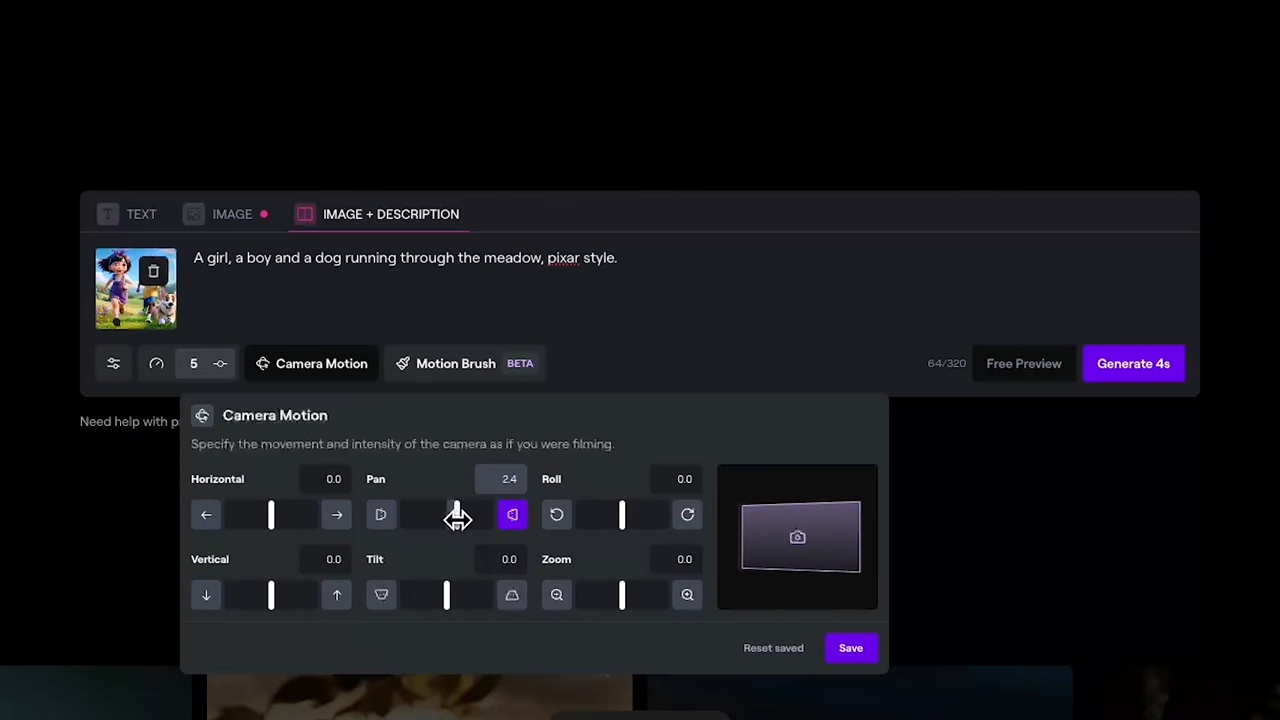 TEXT IMAGE IMAGE + DESCRIPTION
A girl, a boy and a dog running through the meadow, pixar style.
5 Camera Motion Motion Brush BETA 64/320 Free Preview Generate 4s
Need help with p
Camera Motion
Specify the movement and intensity of the camera as if you were filming.
Horizontal 0.0 Pan 2.4 Roll 0.0
Vertical 0.0 Tilt 0.0 Zoom 0.0
Reset saved Save